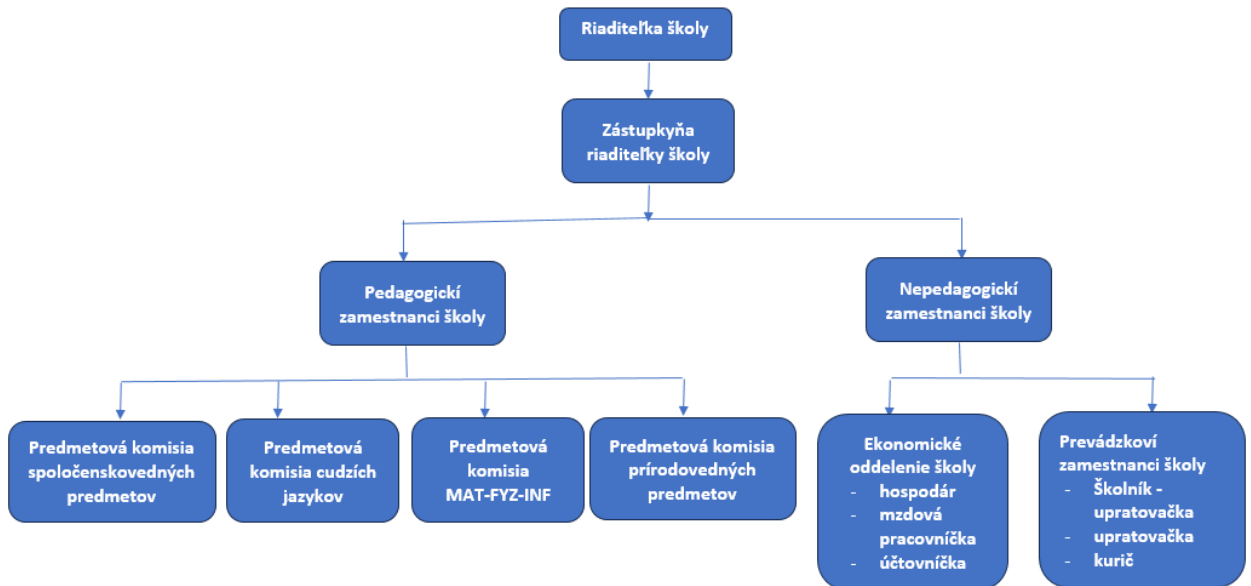 Riaditeľka školy
Zástupkyňa
riaditeľky školy
Pedagogickí
zamestnanci školy
Nepedagogickí
zamestnanci školy
Predmetová komisia
spoločenskovedných
predmetov
Predmetová
komisia cudzích
jazykov
Predmetová
komisia
MAT-FYZ-INF
Predmetová komisia
prírodovedných
predmetov
Ekonomické
oddelenie školy
- hospodár
- mzdová
pracovníčka
- účtovníčka
Prevádzkoví
zamestnanci školy
- Školník -
upratovačka
- upratovačka
- kurič